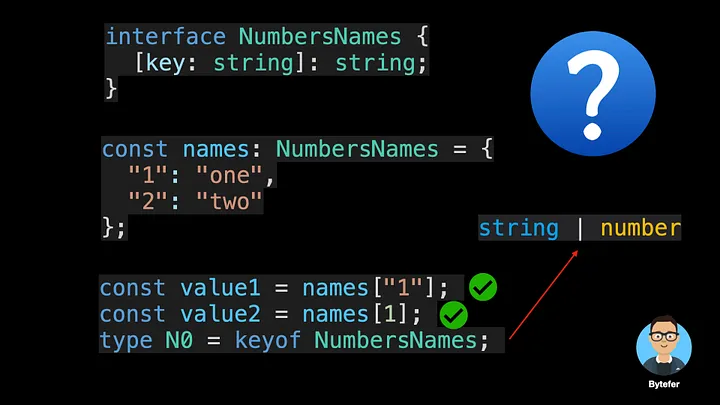 interface NumbersNames {
  [key: string]: string;
}
?
const names: NumbersNames = {
  "1": "one",
  "2": "two"
};
string | number
const value1 = names["1"];
const value2 = names[1];
type N0 = keyof NumbersNames;
Bytefer